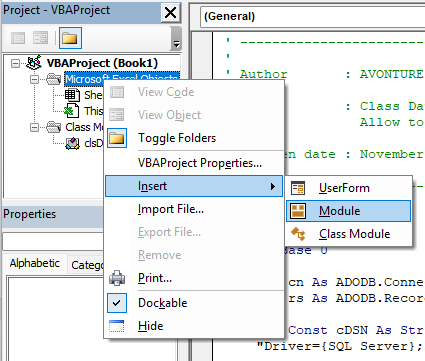 Project - VBAProject
(General)
VBAProject (Book1)
Microsoft Excel Objects
She
This
Class Mo
clsD
View Code
View Object
Toggle Folders
VBAProject Properties...
Insert
Import File...
Export File...
Remove
Print...
Dockable
Hide
UserForm
Module
Class Module
Properties
Alphabetic Categ
' -----------------------
'
' Author : AVONTURE
: Class Da
Allow to
en date : November
Base 0
cn As ADODB.Conne
rs As ADODB.Recor
Const cDSN As Str
"Driver={SQL Server};